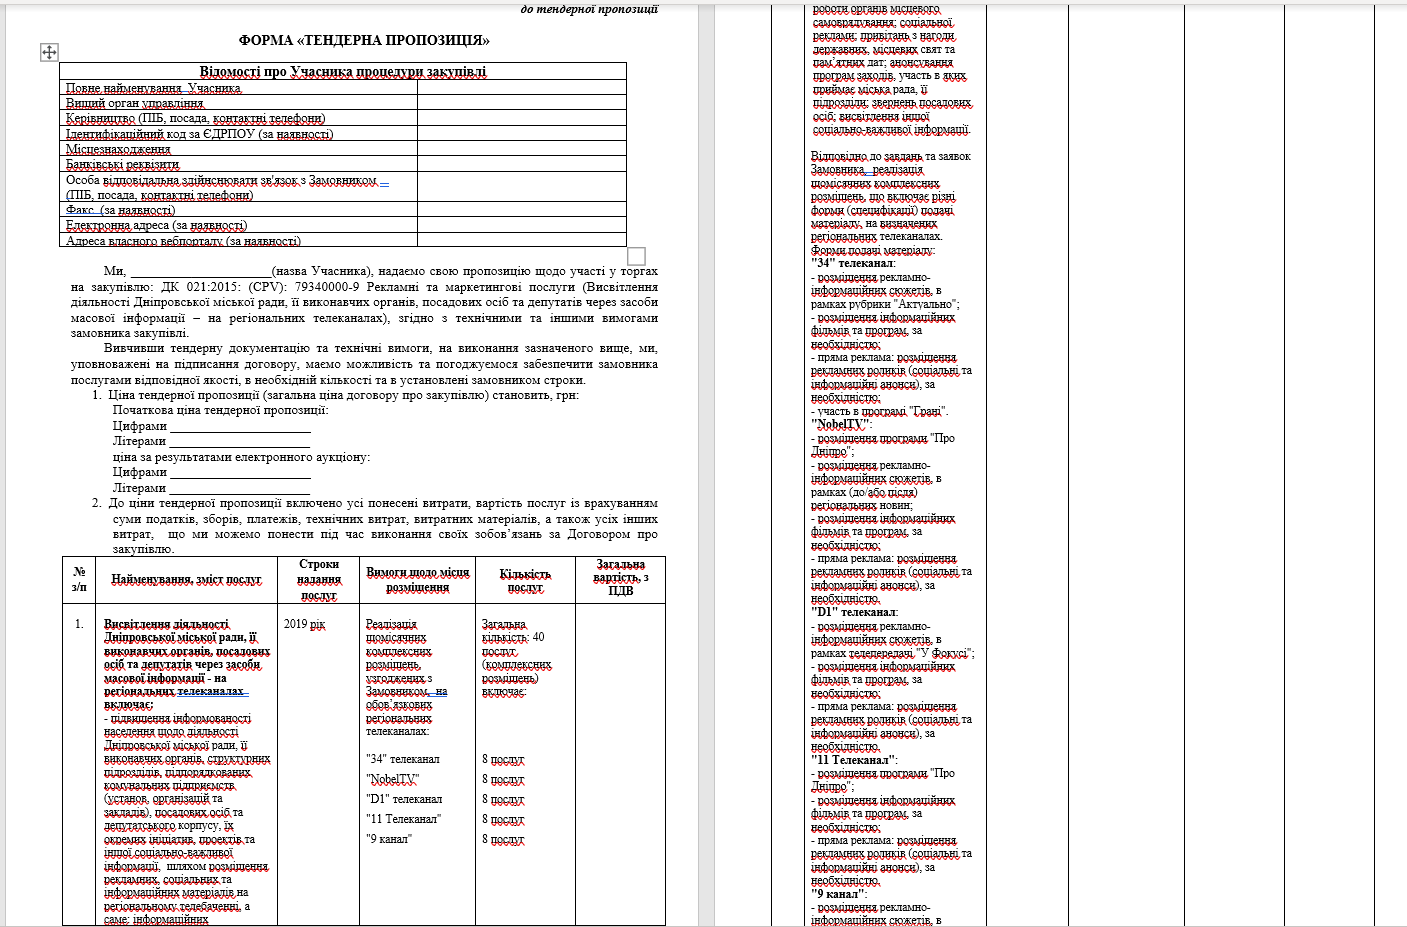 до тендерної пропозиції
ФОРМА «ТЕНДЕРНА ПРОПОЗИЦІЯ»
Відомості про Учасника процедури закупівлі
Повне найменування Учасника
Вищий орган управління
Керівництво (ПІБ, посада, контактні телефони)
Ідентифікаційний код за ЄДРПОУ (за наявності)
Місцезнаходження
Банківські реквізити
Особа відповідальна здійнснювати зв'язок з Замовником
(ПІБ, посада, контактні телефони)
Факс (за наявності)
Електронна адреса (за наявності)
Адреса власного вебпорталу (за наявності)
Ми, ______________________(назва Учасника), надаємо свою пропозицію щодо участі у торгах
на закупівлю: ДК 021:2015: (CPV): 79340000-9 Рекламні та маркетингові послуги (Висвітлення
діяльності Дніпровської міської ради, її виконавчих органів, посадових осіб та депутатів через засоби
масової інформації – на регіональних телеканалах), згідно з технічними та іншими вимогами
замовника закупівлі.
Вивчивши тендерну документацію та технічні вимоги, на виконання зазначеного вище, ми,
уповноважені на підписання договору, маємо можливість та погоджуємося забезпечити замовника
послугами відповідної якості, в необхідній кількості та в установлені замовником строки.
1. Ціна тендерної пропозиції (загальна ціна договору про закупівлю) становить, грн:
Початкова ціна тендерної пропозиції:
Цифрами ______________________
Літерами ______________________
ціна за результатами електронного аукціону:
Цифрами ______________________
Літерами ______________________
2. До ціни тендерної пропозиції включено усі понесені витрати, вартість послуг із врахуванням
суми податків, зборів, платежів, технічних витрат, витратних матеріалів, а також усіх інших
витрат, що ми можемо понести під час виконання своїх зобов’язань за Договором про
закупівлю.
№
з/п
Найменування, зміст послуг
Строки
надання
послуг
Вимоги щодо місця
розміщення
Кількість
послуг
Загальна
вартість, з
ПДВ
1.
Висвітлення діяльності
Дніпровської міської ради, її
виконавчих органів, посадових
осіб та депутатів через засоби
масової інформації - на
регіональних телеканалах
включає:
- підвищення інформованості
населення щодо діяльності
Дніпровської міської ради, її
виконавчих органів, структурних
підрозділів, підпорядкованих
комунальних підприємств
(установ, організацій та
закладів), посадових осіб та
депутатського корпусу, їх
окремих ініціатив, проектів та
іншої соціально-важливої
інформації, шляхом розміщення
рекламних, соціальних та
інформаційних матеріалів на
регіональному телебаченні, а
саме: інформаційних
2019 рік
Реалізація
щомісячних
комплексних
розміщень,
узгоджених з
Замовником, на
обов'язкових
регіональних
телеканалах:
"34" телеканал
"NobelTV"
"D1" телеканал
"11 Телеканал"
"9 канал"
Загальна
кількість: 40
послуг
(комплексних
розміщень)
включає:
8 послуг
8 послуг
8 послуг
8 послуг
8 послуг
роботи органів місцевого
самоврядування; соціальної
реклами; привітань з нагоди
державних, місцевих свят та
пам’ятних дат; анонсування
програм заходів, участь в яких
приймає міська рада, її
підрозділи; звернень посадових
осіб; висвітлення іншої
соціально-важливої інформації.
Відповідно до завдань та заявок
Замовника, реалізація
щомісячних комплексних
розміщень, що включає різні
форми (специфікації) подачі
матеріалу, на визначених
регіональних телеканалах.
Форми подачі матеріалу:
"34" телеканал:
- розміщення рекламно-
інформаційних сюжетів, в
рамках рубрики "Актуально";
- розміщення інформаційних
фільмів та програм, за
необхідністю;
- пряма реклама: розміщення
рекламних роликів (соціальні та
інформаційні анонси), за
необхідністю;
- участь в програмі "Грані".
"NobelTV":
- розміщення програми "Про
Дніпро";
- розміщення рекламно-
інформаційних сюжетів, в
рамках (до/або після)
регіональних новин;
- розміщення інформаційних
фільмів та програм, за
необхідністю;
- пряма реклама: розміщення
рекламних роликів (соціальні та
інформаційні анонси), за
необхідністю.
"D1" телеканал:
- розміщення рекламно-
інформаційних сюжетів, в
рамках телепередачі "У Фокусі";
- розміщення інформаційних
фільмів та програм, за
необхідністю;
- пряма реклама: розміщення
рекламних роликів (соціальні та
інформаційні анонси), за
необхідністю.
"11 Телеканал":
- розміщення програми "Про
Дніпро";
- розміщення інформаційних
фільмів та програм, за
необхідністю;
- пряма реклама: розміщення
рекламних роликів (соціальні та
інформаційні анонси), за
необхідністю.
"9 канал":
- розміщення рекламно-
інформаційних сюжетів, в